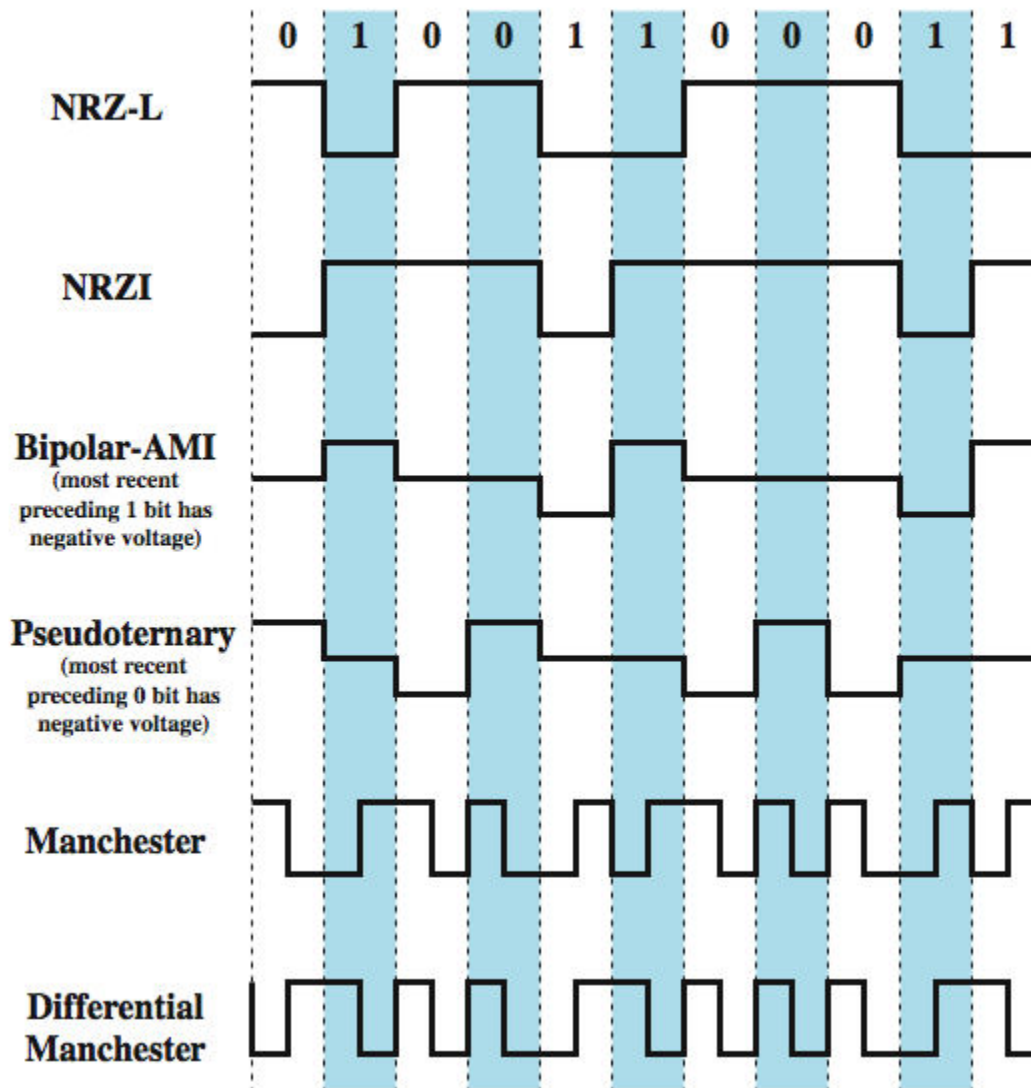 0 1 0 0 1 1 0 0 0 1 1
NRZ-L
NRZI
Bipolar-AMI
(most recent
preceding 1 bit has
negative voltage)
Pseudoternary
(most recent
preceding 0 bit has
negative voltage)
Manchester
Differential
Manchester